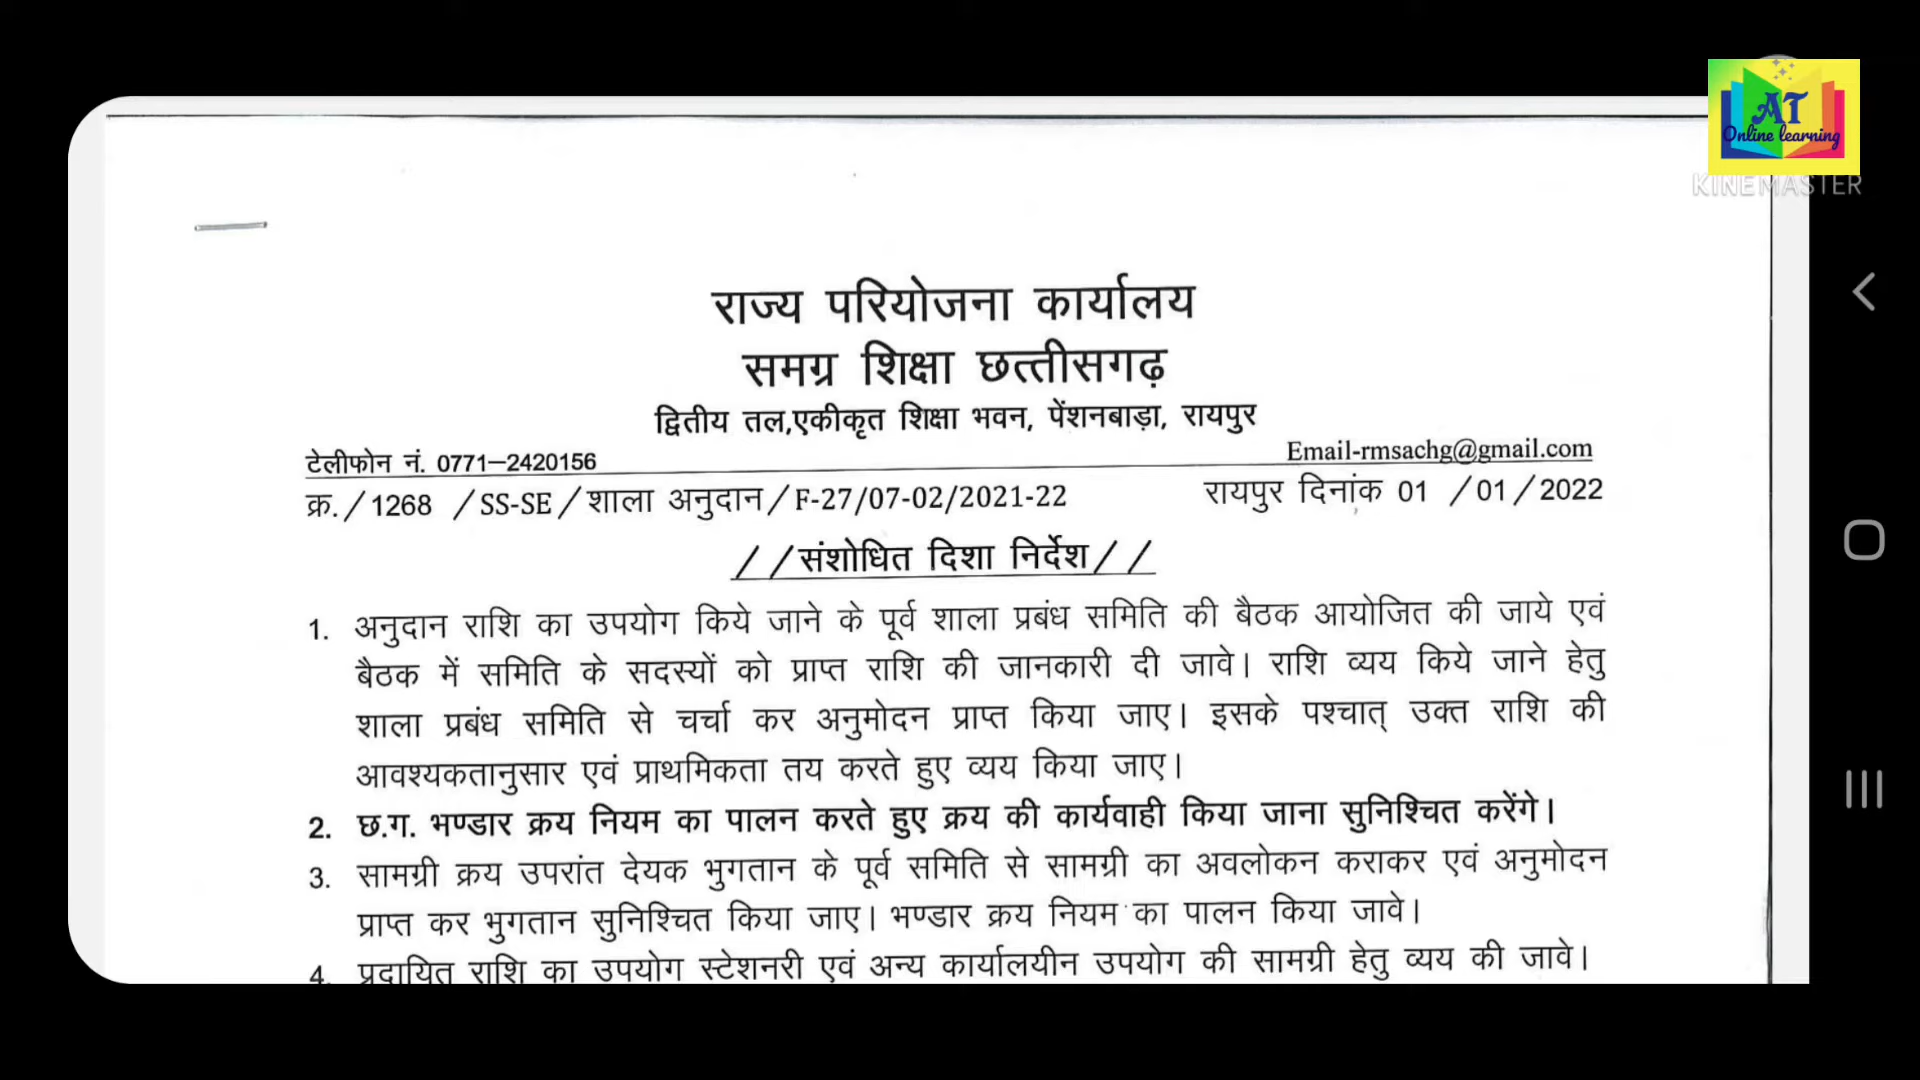 AT
Online learning
KINEMASTER
राज्य परियोजना कार्यालय
समग्र शिक्षा छत्तीसगढ़
द्वितीय तल,एकीकृत शिक्षा भवन, पेंशनबाड़ा, रायपुर
टेलीफोन नं. 0771–2420156 Email-rmsachg@gmail.com
क्र./1268 /SS-SE/शाला अनुदान/F-27/07-02/2021-22 रायपुर दिनांक 01 /01/2022
//संशोधित दिशा निर्देश//
1. अनुदान राशि का उपयोग किये जाने के पूर्व शाला प्रबंध समिति की बैठक आयोजित की जाये एवं
बैठक में समिति के सदस्यों को प्राप्त राशि की जानकारी दी जावे। राशि व्यय किये जाने हेतु
शाला प्रबंध समिति से चर्चा कर अनुमोदन प्राप्त किया जाए। इसके पश्चात् उक्त राशि की
आवश्यकतानुसार एवं प्राथमिकता तय करते हुए व्यय किया जाए।
2. छ.ग. भण्डार क्रय नियम का पालन करते हुए क्रय की कार्यवाही किया जाना सुनिश्चित करेंगे।
3. सामग्री क्रय उपरांत देयक भुगतान के पूर्व समिति से सामग्री का अवलोकन कराकर एवं अनुमोदन
प्राप्त कर भुगतान सुनिश्चित किया जाए। भण्डार क्रय नियम का पालन किया जावे।
4. प्रदायित राशि का उपयोग स्टेशनरी एवं अन्य कार्यालयीन उपयोग की सामग्री हेतु व्यय की जावे।